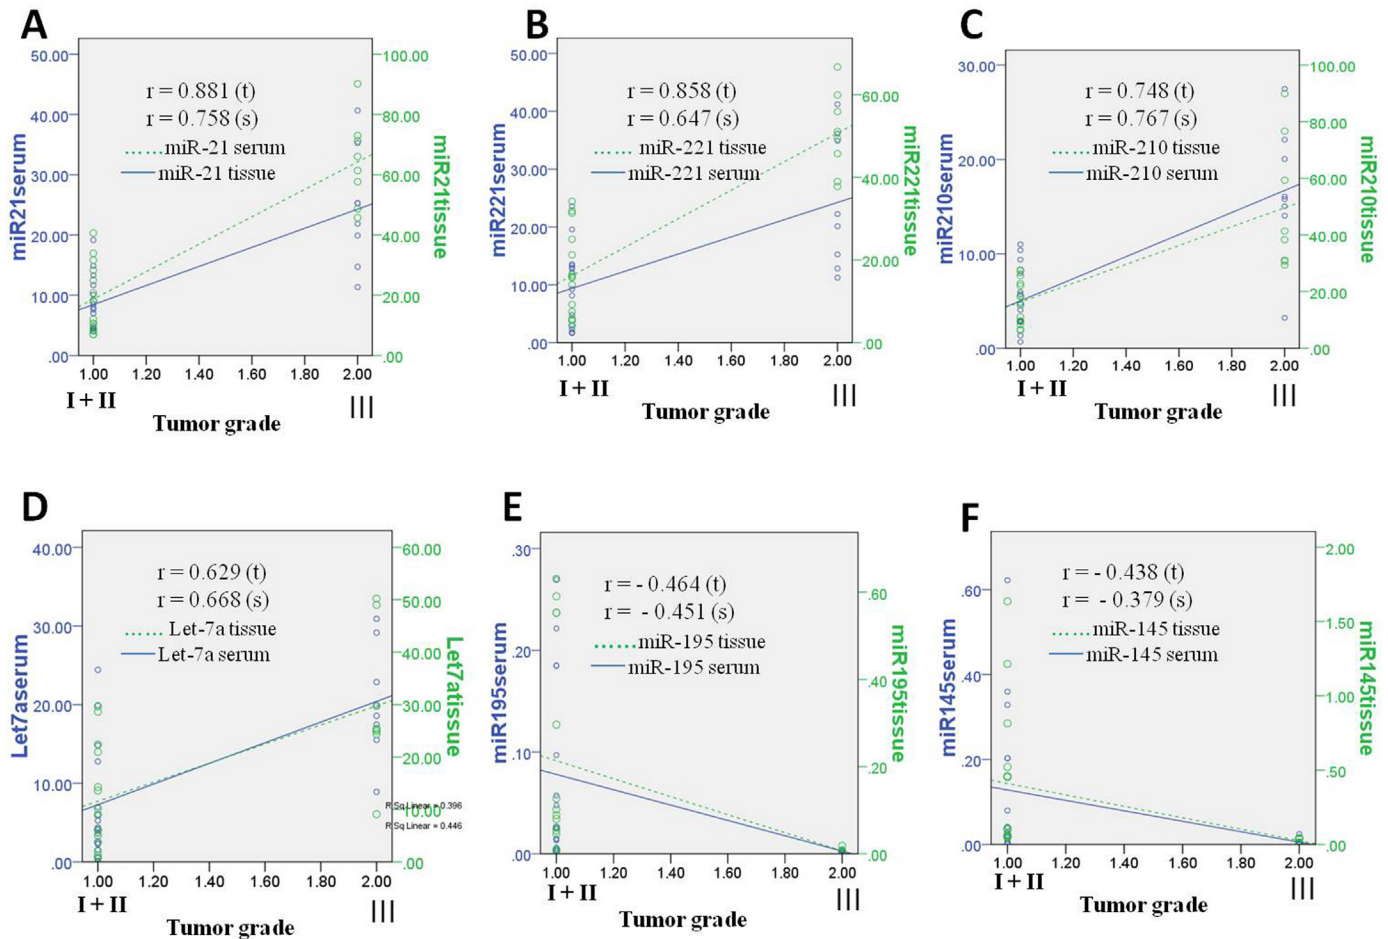 A
50.00
40.00
30.00
20.00
10.00
.00
miR21serum
r = 0.881 (t)
r = 0.758 (s)
miR-21 serum
miR-21 tissue
100.00
80.00
60.00
40.00
20.00
.00
miR21tissue
1.00 1.20 1.40 1.60 1.80 2.00
I + II
III
Tumor grade
B
50.00
40.00
30.00
20.00
10.00
.00
miR221serum
r = 0.858 (t)
r = 0.647 (s)
miR-221 tissue
miR-221 serum
60.00
40.00
20.00
.00
miR221tissue
1.00 1.20 1.40 1.60 1.80 2.00
I + II
III
Tumor grade
C
30.00
20.00
10.00
.00
miR210serum
r = 0.748 (t)
r = 0.767 (s)
miR-210 tissue
miR-210 serum
100.00
80.00
60.00
40.00
20.00
.00
miR210tissue
1.00 1.20 1.40 1.60 1.80 2.00
I + II
III
Tumor grade
D
40.00
30.00
20.00
10.00
.00
Let7aserum
r = 0.629 (t)
r = 0.668 (s)
Let-7a tissue
Let-7a serum
60.00
50.00
40.00
30.00
20.00
10.00
.00
Let7atissue
R Sq Linear = 0.396
R Sq Linear = 0.446
1.00 1.20 1.40 1.60 1.80 2.00
I + II
III
Tumor grade
E
.30
.20
.10
.00
miR195serum
r = - 0.464 (t)
r = - 0.451 (s)
miR-195 tissue
miR-195 serum
.60
.40
.20
.00
miR195tissue
1.00 1.20 1.40 1.60 1.80 2.00
I + II
III
Tumor grade
F
.60
.40
.20
.00
miR145serum
r = - 0.438 (t)
r = - 0.379 (s)
miR-145 tissue
miR-145 serum
2.00
1.50
1.00
.50
.00
miR145tissue
1.00 1.20 1.40 1.60 1.80 2.00
I + II
III
Tumor grade